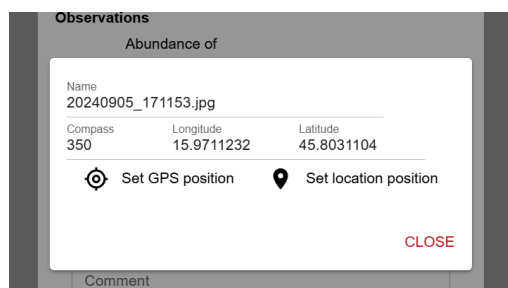 Observations
Abundance of
Name
20240905_171153.jpg
Compass Longitude Latitude
350 15.9711232 45.8031104
Set GPS position Set location position
CLOSE
Comment